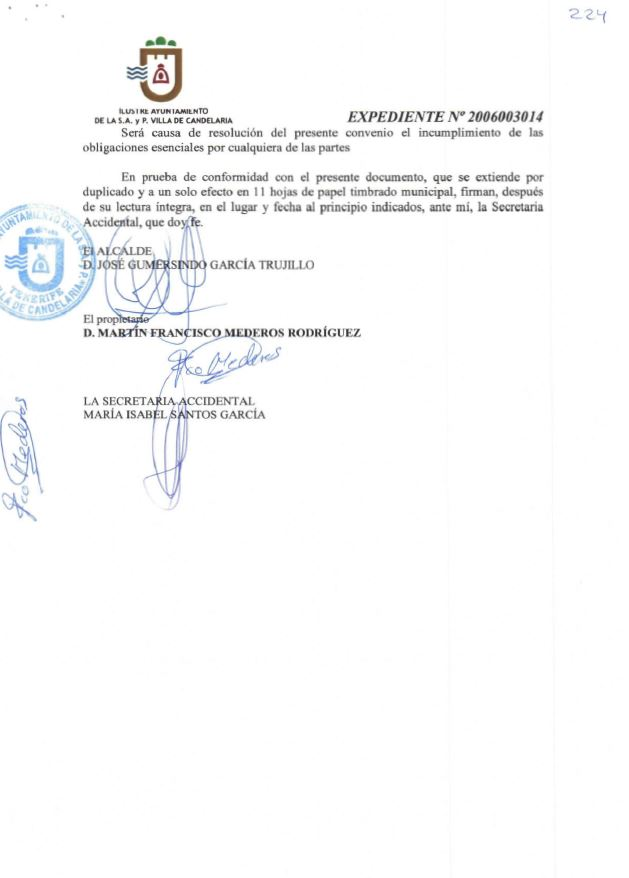 224
ILUSTRE AYUNTAMIENTO
DE LA S.A. y P. VILLA DE CANDELARIA
EXPEDIENTE Nº 2006003014
Será causa de resolución del presente convenio el incumplimiento de las
obligaciones esenciales por cualquiera de las partes
En prueba de conformidad con el presente documento, que se extiende por
duplicado y a un solo efecto en 11 hojas de papel timbrado municipal, firman, después
de su lectura íntegra, en el lugar y fecha al principio indicados, ante mí, la Secretaria
Accidental, que doy fe.
El ALCALDE
D. JOSÉ GUMERSINDO GARCÍA TRUJILLO
El propietario
D. MARTÍN FRANCISCO MEDEROS RODRÍGUEZ
Fco Mederos
LA SECRETARIA ACCIDENTAL
MARÍA ISABEL SANTOS GARCÍA
Fco Mederos
AYUNTAMIENTO DE LA S.A. y P.
VILLA DE CANDELARIA
TENERIFE